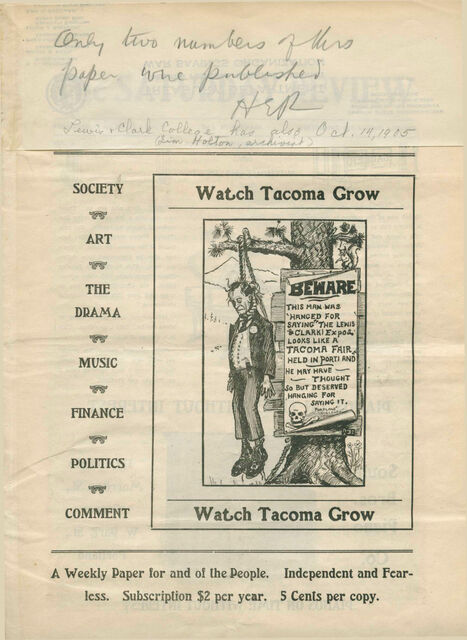 Only two numbers of this
paper were published
HER
Lewis & Clark College has also Oct. 14, 1905
(Jim Holton, archivist)
SOCIETY
ART
THE
DRAMA
MUSIC
FINANCE
POLITICS
COMMENT
Watch Tacoma Grow
BEWARE
THIS MAN WAS
HANGED FOR
SAYING "THE LEWIS
& CLARK EXPO,
LOOKS LIKE A
TACOMA FAIR,
HELD IN PORTLAND
HE MAY HAVE
THOUGHT
SO BUT DESERVED
HANGING FOR
SAYING IT.
Watch Tacoma Grow
A Weekly Paper for and of the People. Independent and Fear-
less. Subscription $2 per year. 5 Cents per copy.